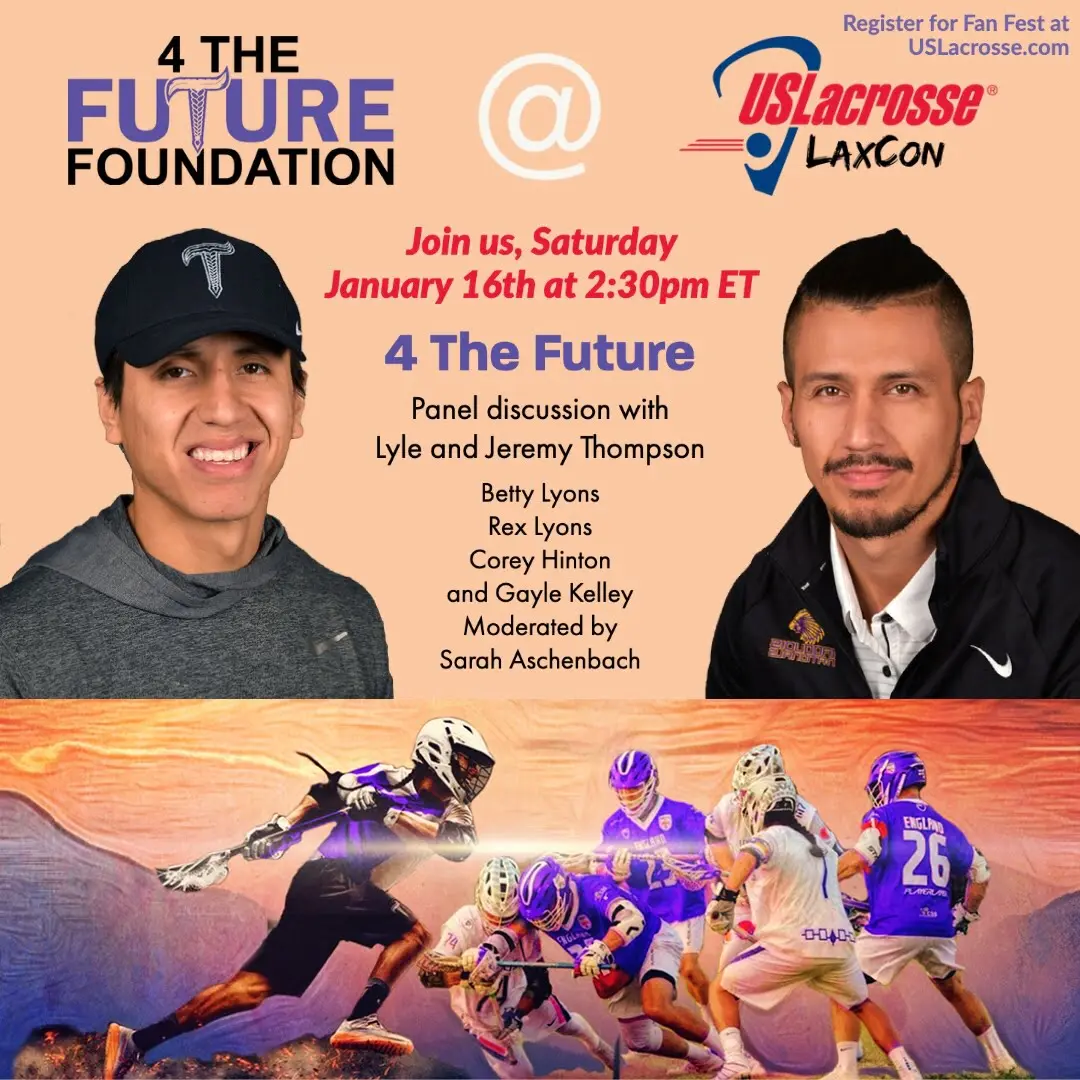 Register for Fan Fest at
USLacrosse.com
4 THE
FUTURE
FOUNDATION
@
USLacrosse®
LAXCON
Join us, Saturday
January 16th at 2:30pm ET
4 The Future
Panel discussion with
Lyle and Jeremy Thompson
Betty Lyons
Rex Lyons
Corey Hinton
and Gayle Kelley
Moderated by
Sarah Aschenbach
T
ENGLAND
26
ENGLAND
1